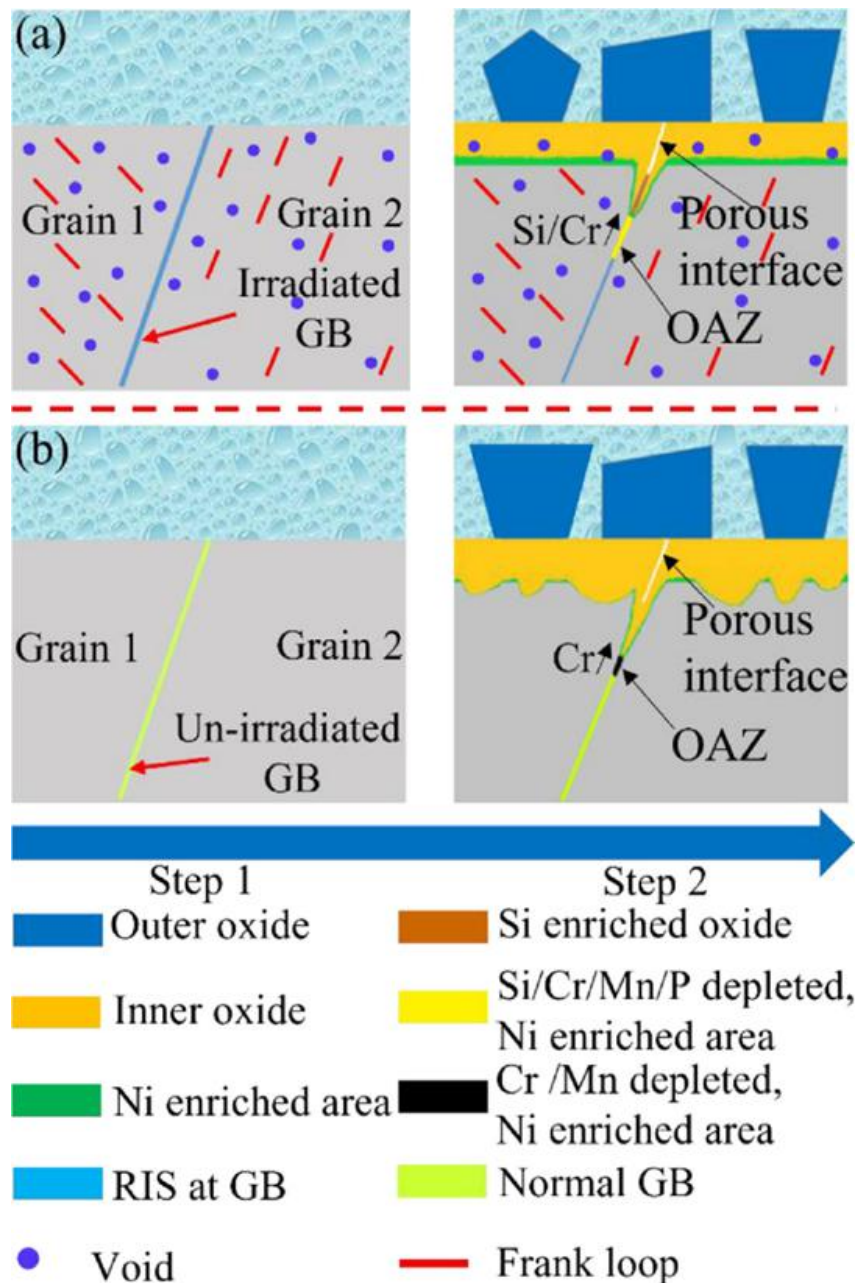 (a)
Grain 1
Grain 2
Irradiated
GB
Si/Cr
Porous
interface
OAZ
(b)
Grain 1
Grain 2
Un-irradiated
GB
Cr
Porous
interface
OAZ
Step 1
Step 2
Outer oxide
Si enriched oxide
Inner oxide
Si/Cr/Mn/P depleted,
Ni enriched area
Ni enriched area
Cr /Mn depleted,
Ni enriched area
RIS at GB
Normal GB
Void
Frank loop